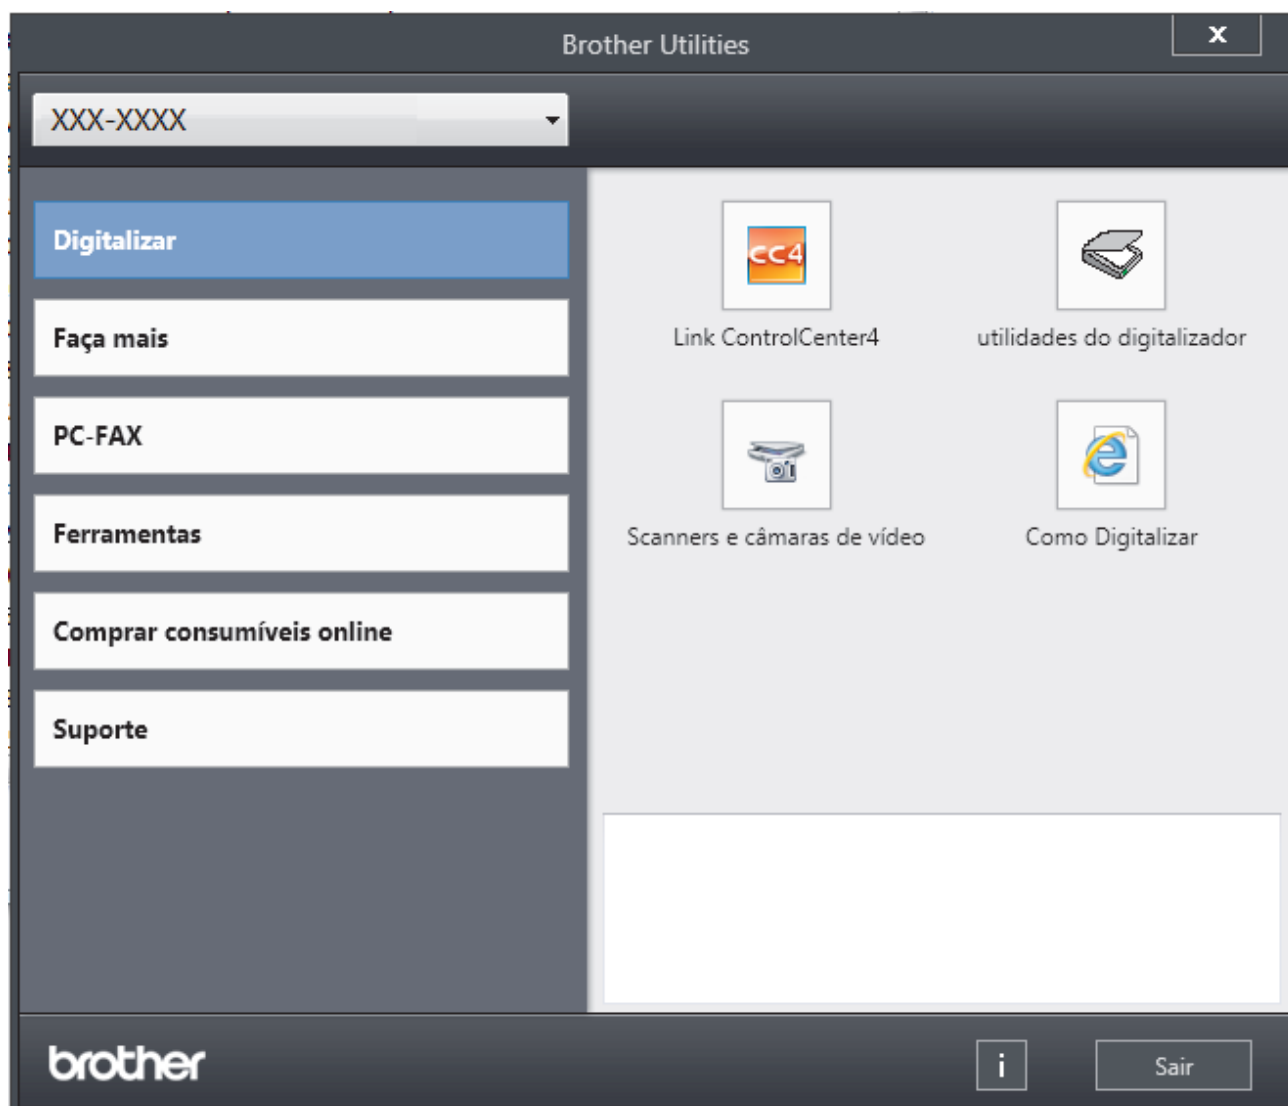 Brother Utilities
x
XXX-XXXX
Digitalizar
Faça mais
PC-FAX
Ferramentas
Comprar consumíveis online
Suporte
CC4
Link ControlCenter4
utilidades do digitalizador
Scanners e câmaras de vídeo
Como Digitalizar
brother
i
Sair